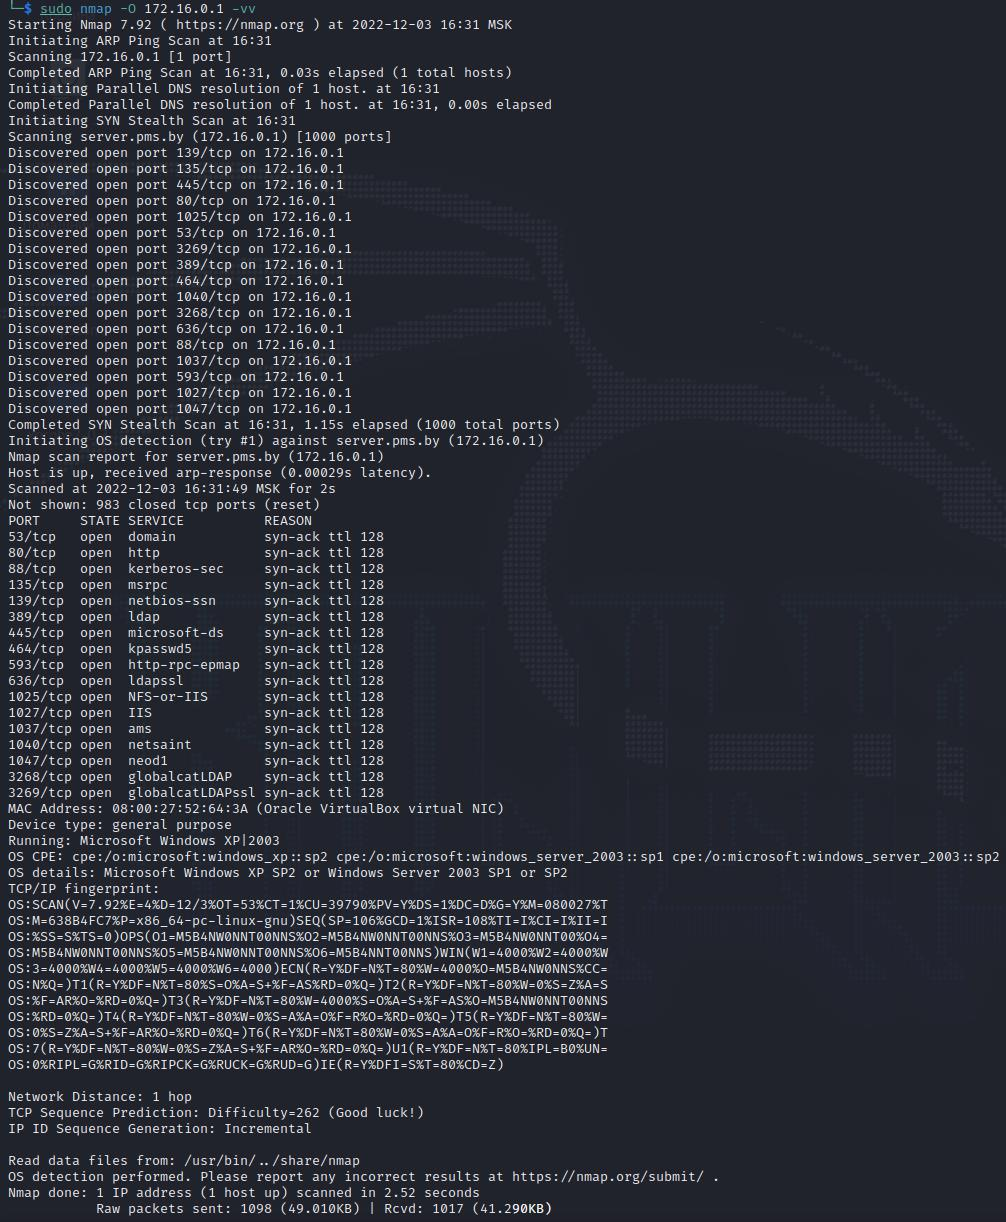 └─$ sudo nmap -O 172.16.0.1 -vv
Starting Nmap 7.92 ( https://nmap.org ) at 2022-12-03 16:31 MSK
Initiating ARP Ping Scan at 16:31
Scanning 172.16.0.1 [1 port]
Completed ARP Ping Scan at 16:31, 0.03s elapsed (1 total hosts)
Initiating Parallel DNS resolution of 1 host. at 16:31
Completed Parallel DNS resolution of 1 host. at 16:31, 0.00s elapsed
Initiating SYN Stealth Scan at 16:31
Scanning server.pms.by (172.16.0.1) [1000 ports]
Discovered open port 139/tcp on 172.16.0.1
Discovered open port 135/tcp on 172.16.0.1
Discovered open port 445/tcp on 172.16.0.1
Discovered open port 80/tcp on 172.16.0.1
Discovered open port 1025/tcp on 172.16.0.1
Discovered open port 53/tcp on 172.16.0.1
Discovered open port 3269/tcp on 172.16.0.1
Discovered open port 389/tcp on 172.16.0.1
Discovered open port 464/tcp on 172.16.0.1
Discovered open port 1040/tcp on 172.16.0.1
Discovered open port 3268/tcp on 172.16.0.1
Discovered open port 636/tcp on 172.16.0.1
Discovered open port 88/tcp on 172.16.0.1
Discovered open port 1037/tcp on 172.16.0.1
Discovered open port 593/tcp on 172.16.0.1
Discovered open port 1027/tcp on 172.16.0.1
Discovered open port 1047/tcp on 172.16.0.1
Completed SYN Stealth Scan at 16:31, 1.15s elapsed (1000 total ports)
Initiating OS detection (try #1) against server.pms.by (172.16.0.1)
Nmap scan report for server.pms.by (172.16.0.1)
Host is up, received arp-response (0.00029s latency).
Scanned at 2022-12-03 16:31:49 MSK for 2s
Not shown: 983 closed tcp ports (reset)
PORT     STATE SERVICE          REASON
53/tcp   open  domain           syn-ack ttl 128
80/tcp   open  http             syn-ack ttl 128
88/tcp   open  kerberos-sec     syn-ack ttl 128
135/tcp  open  msrpc            syn-ack ttl 128
139/tcp  open  netbios-ssn      syn-ack ttl 128
389/tcp  open  ldap             syn-ack ttl 128
445/tcp  open  microsoft-ds     syn-ack ttl 128
464/tcp  open  kpasswd5         syn-ack ttl 128
593/tcp  open  http-rpc-epmap   syn-ack ttl 128
636/tcp  open  ldapssl          syn-ack ttl 128
1025/tcp open  NFS-or-IIS       syn-ack ttl 128
1027/tcp open  IIS              syn-ack ttl 128
1037/tcp open  ams              syn-ack ttl 128
1040/tcp open  netsaint         syn-ack ttl 128
1047/tcp open  neod1            syn-ack ttl 128
3268/tcp open  globalcatLDAP    syn-ack ttl 128
3269/tcp open  globalcatLDAPssl syn-ack ttl 128
MAC Address: 08:00:27:52:64:3A (Oracle VirtualBox virtual NIC)
Device type: general purpose
Running: Microsoft Windows XP|2003
OS CPE: cpe:/o:microsoft:windows_xp::sp2 cpe:/o:microsoft:windows_server_2003::sp1 cpe:/o:microsoft:windows_server_2003::sp2
OS details: Microsoft Windows XP SP2 or Windows Server 2003 SP1 or SP2
TCP/IP fingerprint:
OS:SCAN(V=7.92%E=4%D=12/3%OT=53%CT=1%CU=39790%PV=Y%DS=1%DC=D%G=Y%M=080027%T
OS:M=638B4FC7%P=x86_64-pc-linux-gnu)SEQ(SP=106%GCD=1%ISR=108%TI=I%CI=I%II=I
OS:%SS=S%TS=0)OPS(O1=M5B4NW0NNT00NNS%O2=M5B4NW0NNT00NNS%O3=M5B4NW0NNT00%O4=
OS:M5B4NW0NNT00NNS%O5=M5B4NW0NNT00NNS%O6=M5B4NNT00NNS)WIN(W1=4000%W2=4000%W
OS:3=4000%W4=4000%W5=4000%W6=4000)ECN(R=Y%DF=N%T=80%W=4000%O=M5B4NW0NNS%CC=
OS:N%Q=)T1(R=Y%DF=N%T=80%S=O%A=S+%F=AS%RD=0%Q=)T2(R=Y%DF=N%T=80%W=0%S=Z%A=S
OS:%F=AR%O=%RD=0%Q=)T3(R=Y%DF=N%T=80%W=4000%S=O%A=S+%F=AS%O=M5B4NW0NNT00NNS
OS:%RD=0%Q=)T4(R=Y%DF=N%T=80%W=0%S=A%A=O%F=R%O=%RD=0%Q=)T5(R=Y%DF=N%T=80%W=
OS:0%S=Z%A=S+%F=AR%O=%RD=0%Q=)T6(R=Y%DF=N%T=80%W=0%S=A%A=O%F=R%O=%RD=0%Q=)T
OS:7(R=Y%DF=N%T=80%W=0%S=Z%A=S+%F=AR%O=%RD=0%Q=)U1(R=Y%DF=N%T=80%IPL=B0%UN=
OS:0%RIPL=G%RID=G%RIPCK=G%RUCK=G%RUD=G)IE(R=Y%DFI=S%T=80%CD=Z)
Network Distance: 1 hop
TCP Sequence Prediction: Difficulty=262 (Good luck!)
IP ID Sequence Generation: Incremental
Read data files from: /usr/bin/../share/nmap
OS detection performed. Please report any incorrect results at https://nmap.org/submit/ .
Nmap done: 1 IP address (1 host up) scanned in 2.52 seconds
Raw packets sent: 1098 (49.010KB) | Rcvd: 1017 (41.290KB)